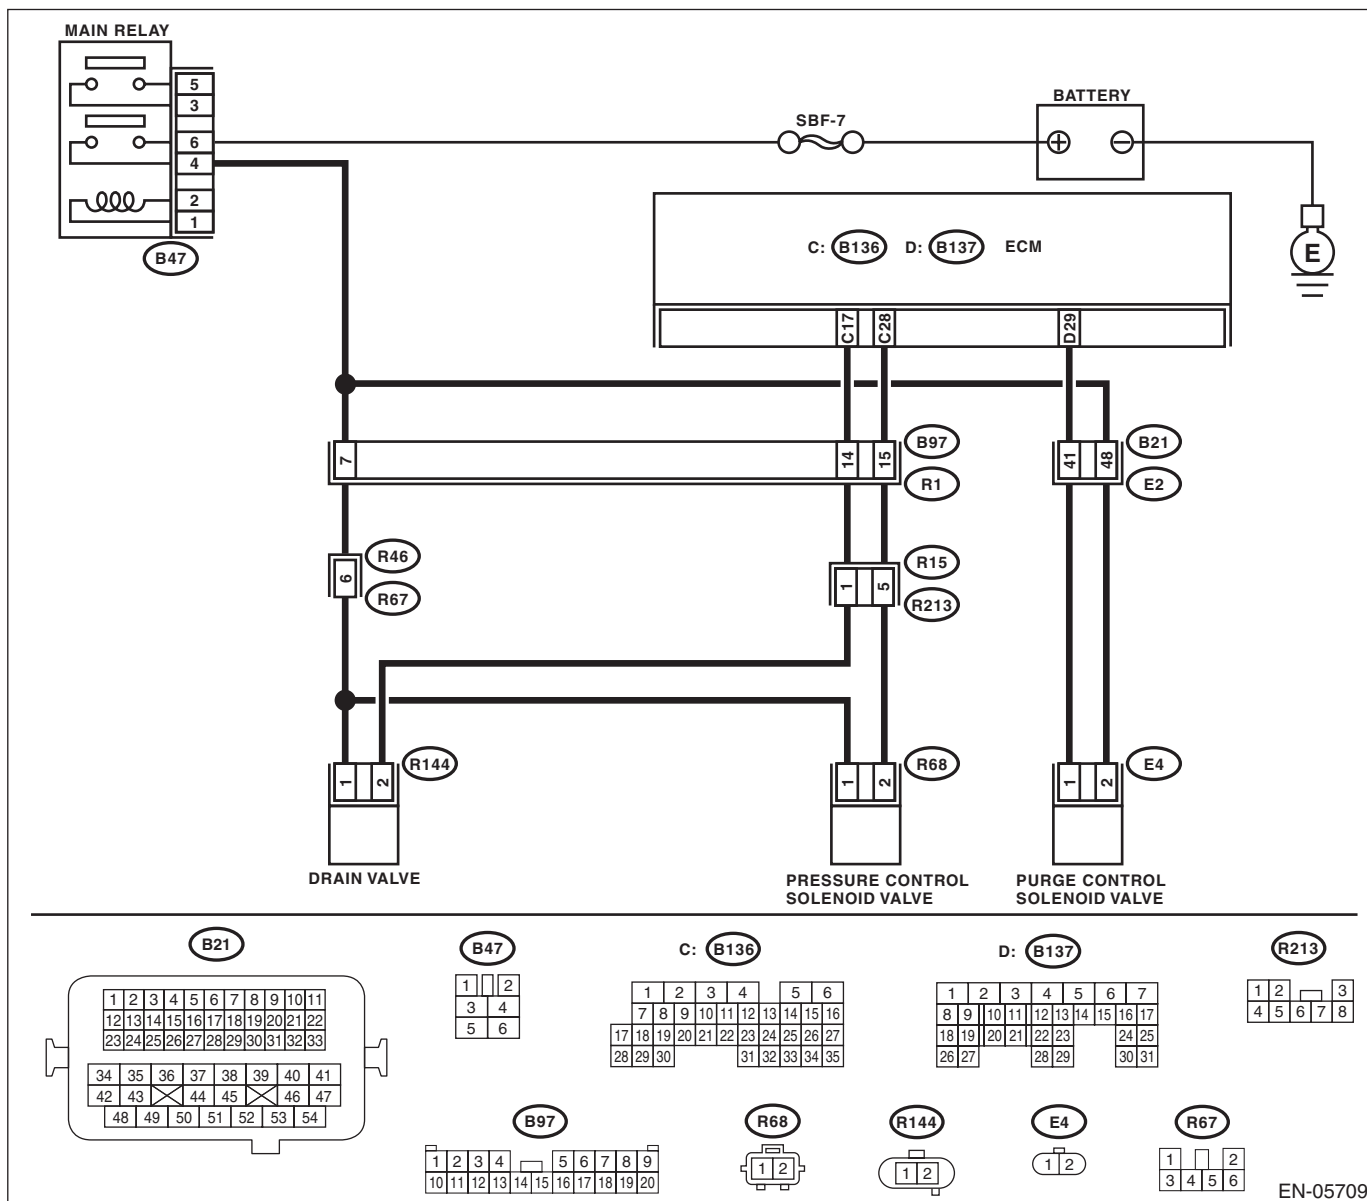 MAIN RELAY
5
3
6
4
2
1
B47
SBF-7
BATTERY
E
C: B136 D: B137 ECM
C17 C28 D29
7 14 15 B97
R1
41 48 B21
E2
R46
6
R67
R15
1 5
R213
1 2 R144
1 2 R68
1 2 E4
DRAIN VALVE
PRESSURE CONTROL
SOLENOID VALVE
PURGE CONTROL
SOLENOID VALVE
B21
1 2 3 4 5 6 7 8 9 10 11
12 13 14 15 16 17 18 19 20 21 22
23 24 25 26 27 28 29 30 31 32 33
34 35 36 37 38 39 40 41
42 43 44 45 46 47
48 49 50 51 52 53 54
B47
1 2
3 4
5 6
C: B136
1 2 3 4 5 6
7 8 9 10 11 12 13 14 15 16
17 18 19 20 21 22 23 24 25 26 27
28 29 30 31 32 33 34 35
D: B137
1 2 3 4 5 6 7
8 9 10 11 12 13 14 15 16 17
18 19 20 21 22 23 24 25
26 27 28 29 30 31
R213
1 2 3
4 5 6 7 8
B97
1 2 3 4 5 6 7 8 9
10 11 12 13 14 15 16 17 18 19 20
R68
1 2
R144
1 2
E4
1 2
R67
1 2
3 4 5 6
EN-05709